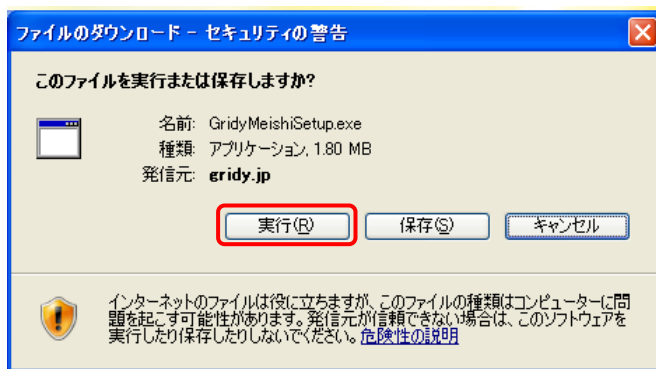 ファイルのダウンロード - セキュリティの警告
このファイルを実行または保存しますか?
名前: GridyMeishiSetup.exe
種類: アプリケーション, 1.80 MB
発信元: gridy.jp
実行(R) 保存(S) キャンセル
インターネットのファイルは役に立ちますが、このファイルの種類はコンピューターに問
題を起こす可能性があります。発信元が信頼できない場合は、このソフトウェアを
実行したり保存したりしないでください。危険性の説明